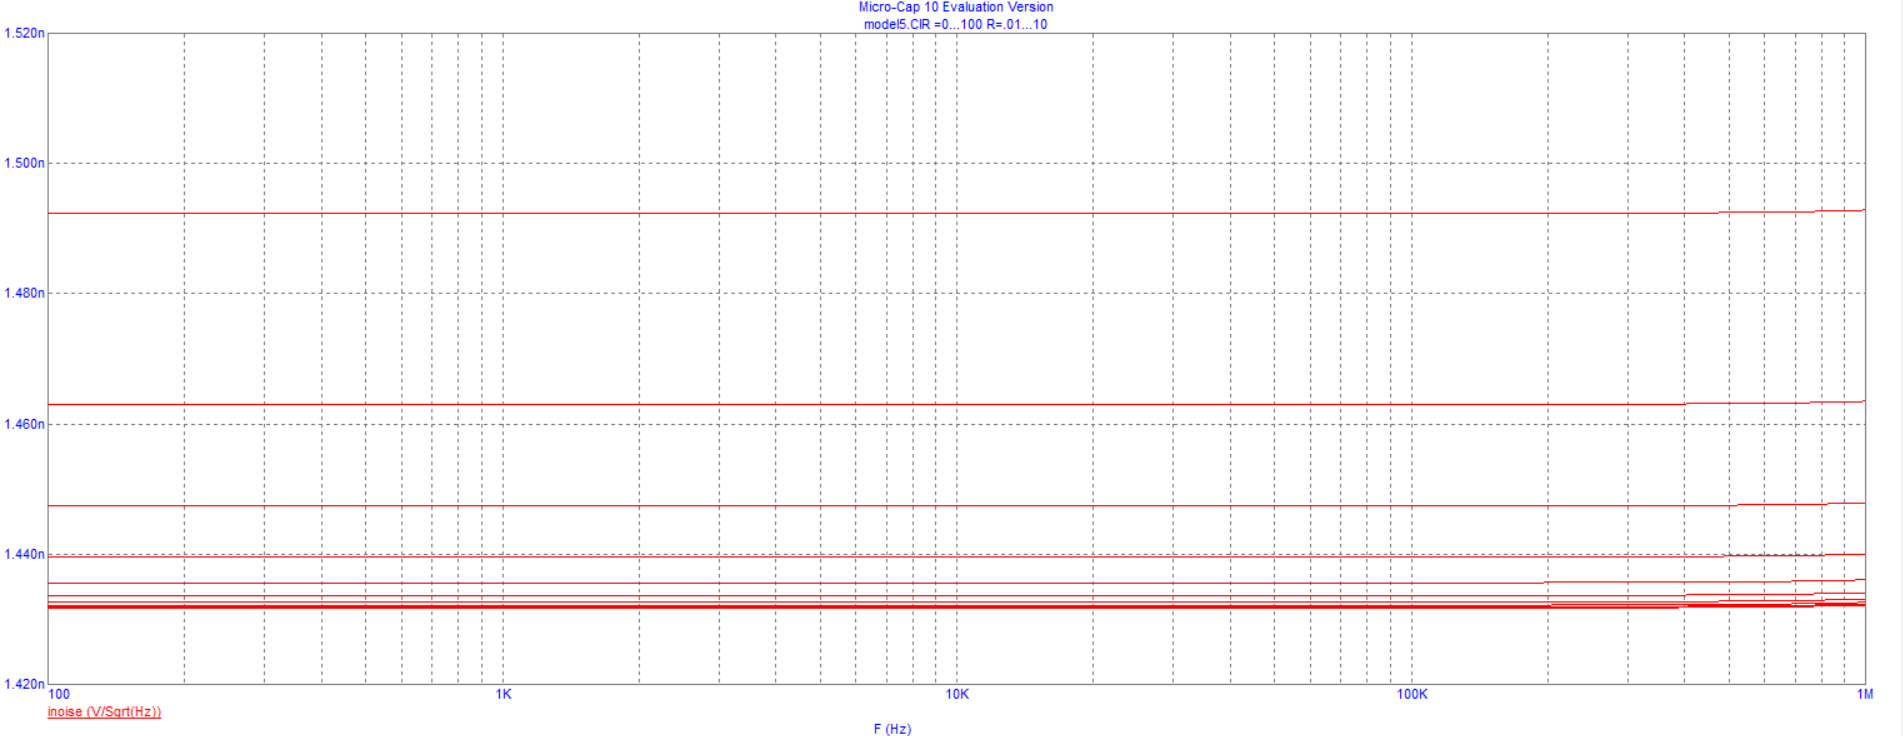 Micro-Cap 10 Evaluation Version
model5.CIR =0...100 R=.01...10
1.520n
1.500n
1.480n
1.460n
1.440n
1.420n
100 1K 10K 100K 1M
inoise (V/Sqrt(Hz))
F (Hz)